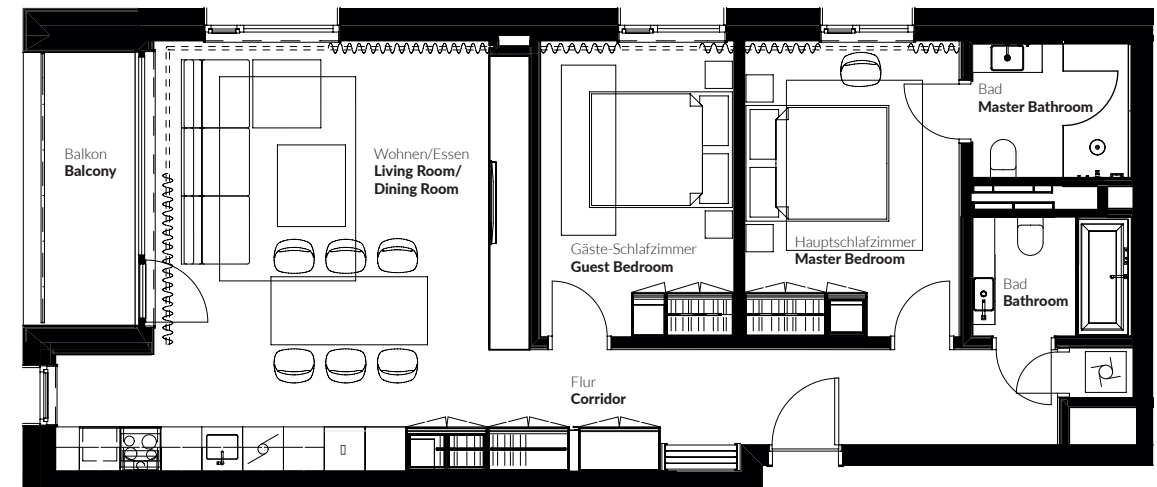 Balkon
Balcony
Wohnen/Essen
Living Room/
Dining Room
Gäste-Schlafzimmer
Guest Bedroom
Hauptschlafzimmer
Master Bedroom
Bad
Master Bathroom
Bad
Bathroom
Flur
Corridor